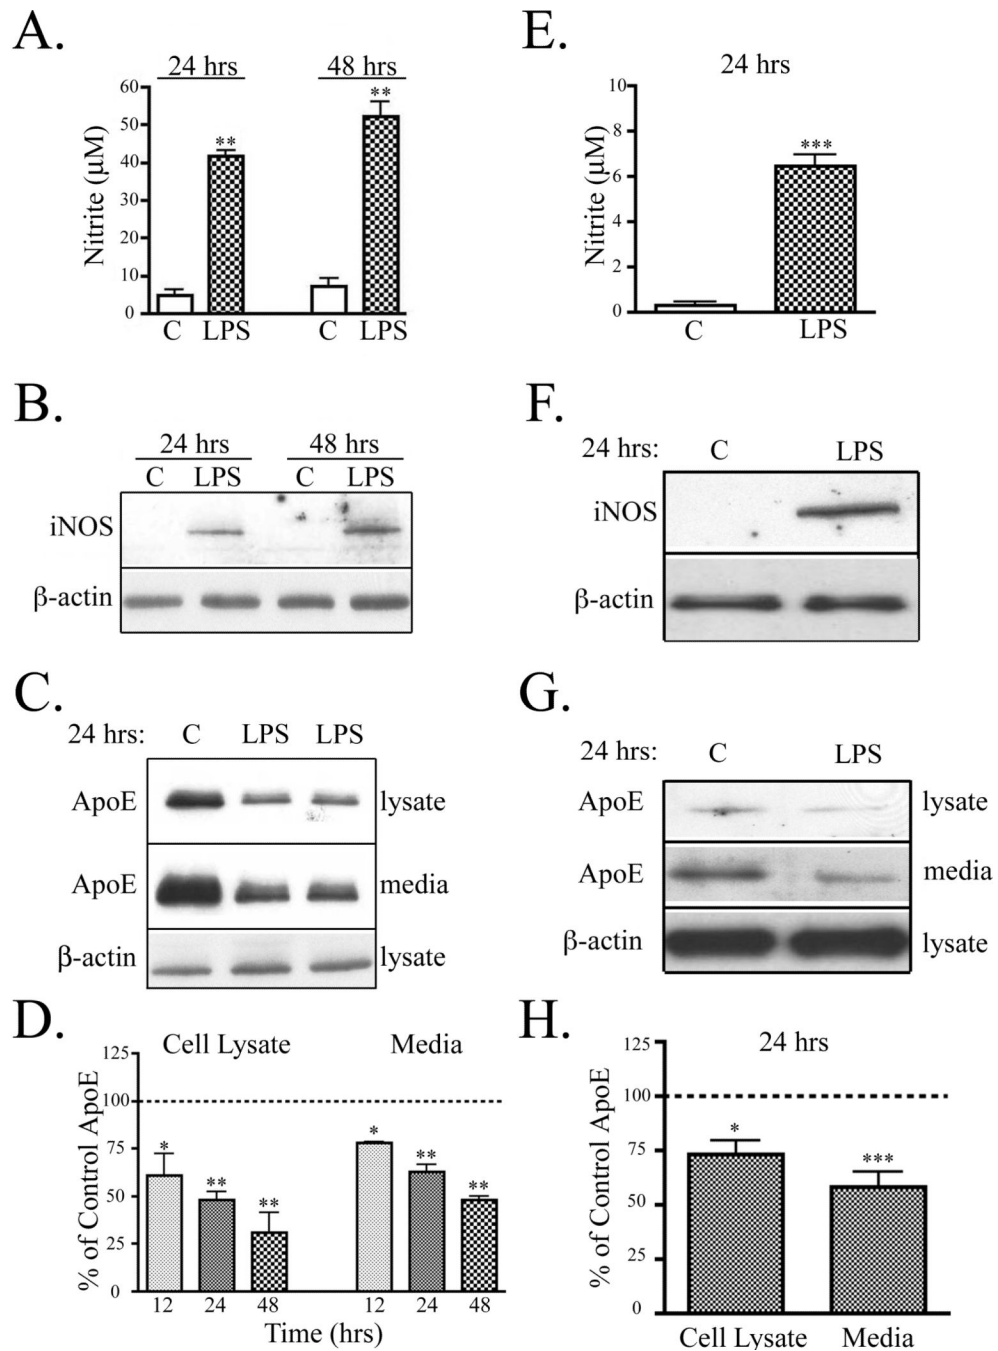 A.
24 hrs 48 hrs
Nitrite (μM)
60
50
40
30
20
10
0
** **
C LPS C LPS
B.
24 hrs 48 hrs
C LPS C LPS
iNOS
β-actin
C.
24 hrs: C LPS LPS
ApoE lysate
ApoE media
β-actin lysate
D.
Cell Lysate Media
% of Control ApoE
125
100
75
50
25
0
* ** ** * ** **
12 24 48 12 24 48
Time (hrs)
E.
24 hrs
Nitrite (μM)
10
8
6
4
2
0
***
C LPS
F.
24 hrs: C LPS
iNOS
β-actin
G.
24 hrs: C LPS
ApoE lysate
ApoE media
β-actin lysate
H.
24 hrs
% of Control ApoE
125
100
75
50
25
0
* ***
Cell Lysate Media